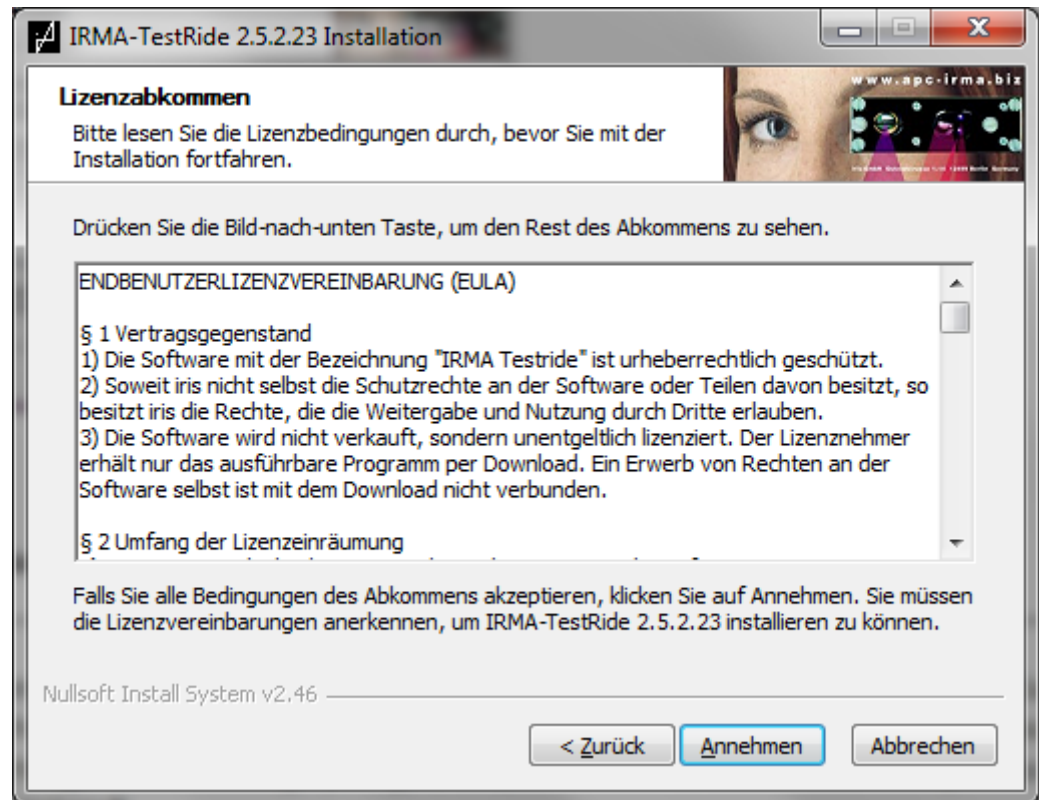 IRMA-TestRide 2.5.2.23 Installation
Lizenzabkommen
Bitte lesen Sie die Lizenzbedingungen durch, bevor Sie mit der
Installation fortfahren.
www.apc-irma.biz
Drücken Sie die Bild-nach-unten Taste, um den Rest des Abkommens zu sehen.
ENDBENUTZERLIZENZVEREINBARUNG (EULA)
§ 1 Vertragsgegenstand
1) Die Software mit der Bezeichnung "IRMA Testride" ist urheberrechtlich geschützt.
2) Soweit iris nicht selbst die Schutzrechte an der Software oder Teilen davon besitzt, so
besitzt iris die Rechte, die die Weitergabe und Nutzung durch Dritte erlauben.
3) Die Software wird nicht verkauft, sondern unentgeltlich lizenziert. Der Lizenznehmer
erhält nur das ausführbare Programm per Download. Ein Erwerb von Rechten an der
Software selbst ist mit dem Download nicht verbunden.
§ 2 Umfang der Lizenzeinräumung
Falls Sie alle Bedingungen des Abkommens akzeptieren, klicken Sie auf Annehmen. Sie müssen
die Lizenzvereinbarungen anerkennen, um IRMA-TestRide 2.5.2.23 installieren zu können.
Nullsoft Install System v2.46
< Zurück
Annehmen
Abbrechen